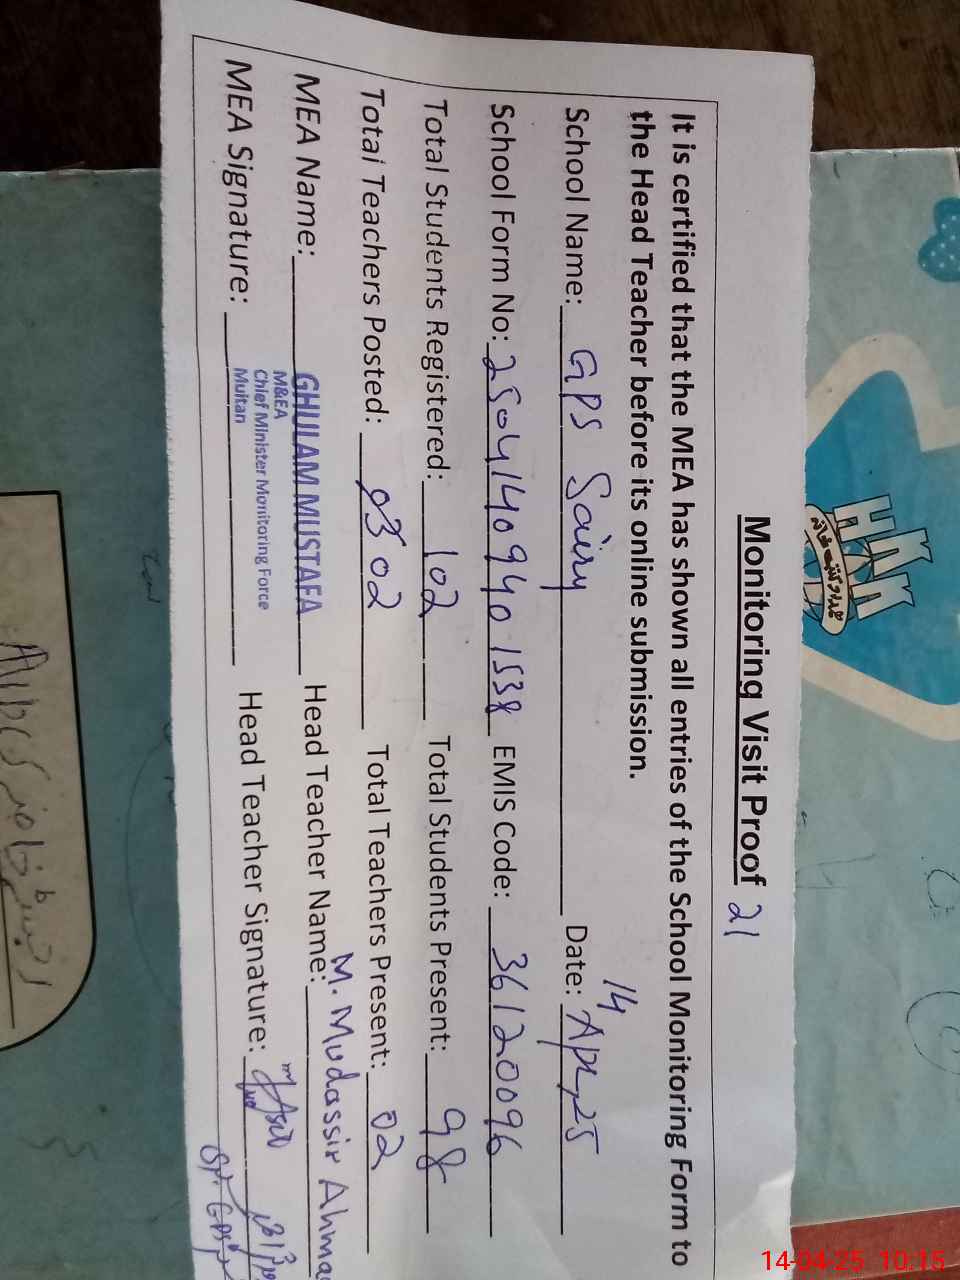 Monitoring Visit Proof 21
It is certified that the MEA has shown all entries of the School Monitoring Form to
the Head Teacher before its online submission.
School Name: GPS Sairy Date: 14 Apr, 25
School Form No: 2504140940 1538 EMIS Code: 36120096
Total Students Registered: 102 Total Students Present: 98
Total Teachers Posted: 02 Total Teachers Present: 02
MEA Name: GHULAM MUSTAFA Head Teacher Name: M. Mudassir Ahma
M&EA
Chief Minister Monitoring Force
Multan
MEA Signature: Head Teacher Signature:
HKK
14-04-25 10:15